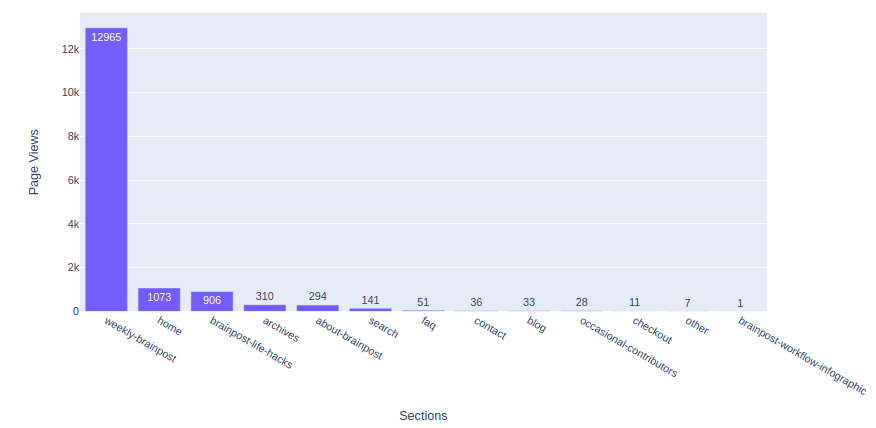 Page Views
12k
10k
8k
6k
4k
2k
0
12965
1073
906
310
294
141
51
36
33
28
11
7
1
weekly-brainpost
home
brainpost-life-hacks
archives
about-brainpost
search
faq
contact
blog
occasional-contributors
checkout
other
brainpost-workflow-infographic
Sections